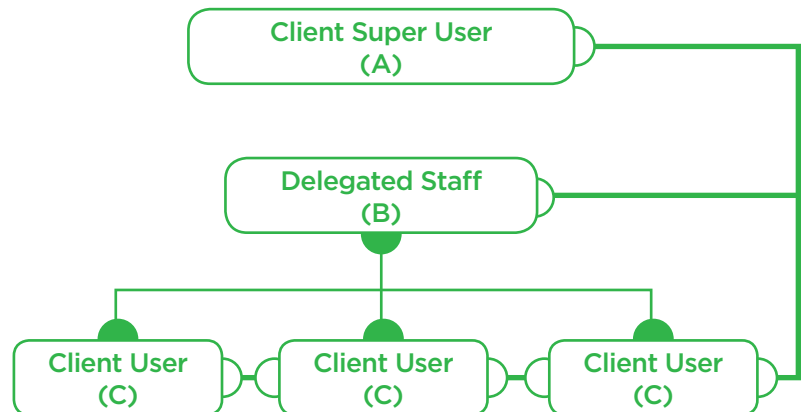 Client Super User
(A)
Delegated Staff
(B)
Client User
(C)
Client User
(C)
Client User
(C)